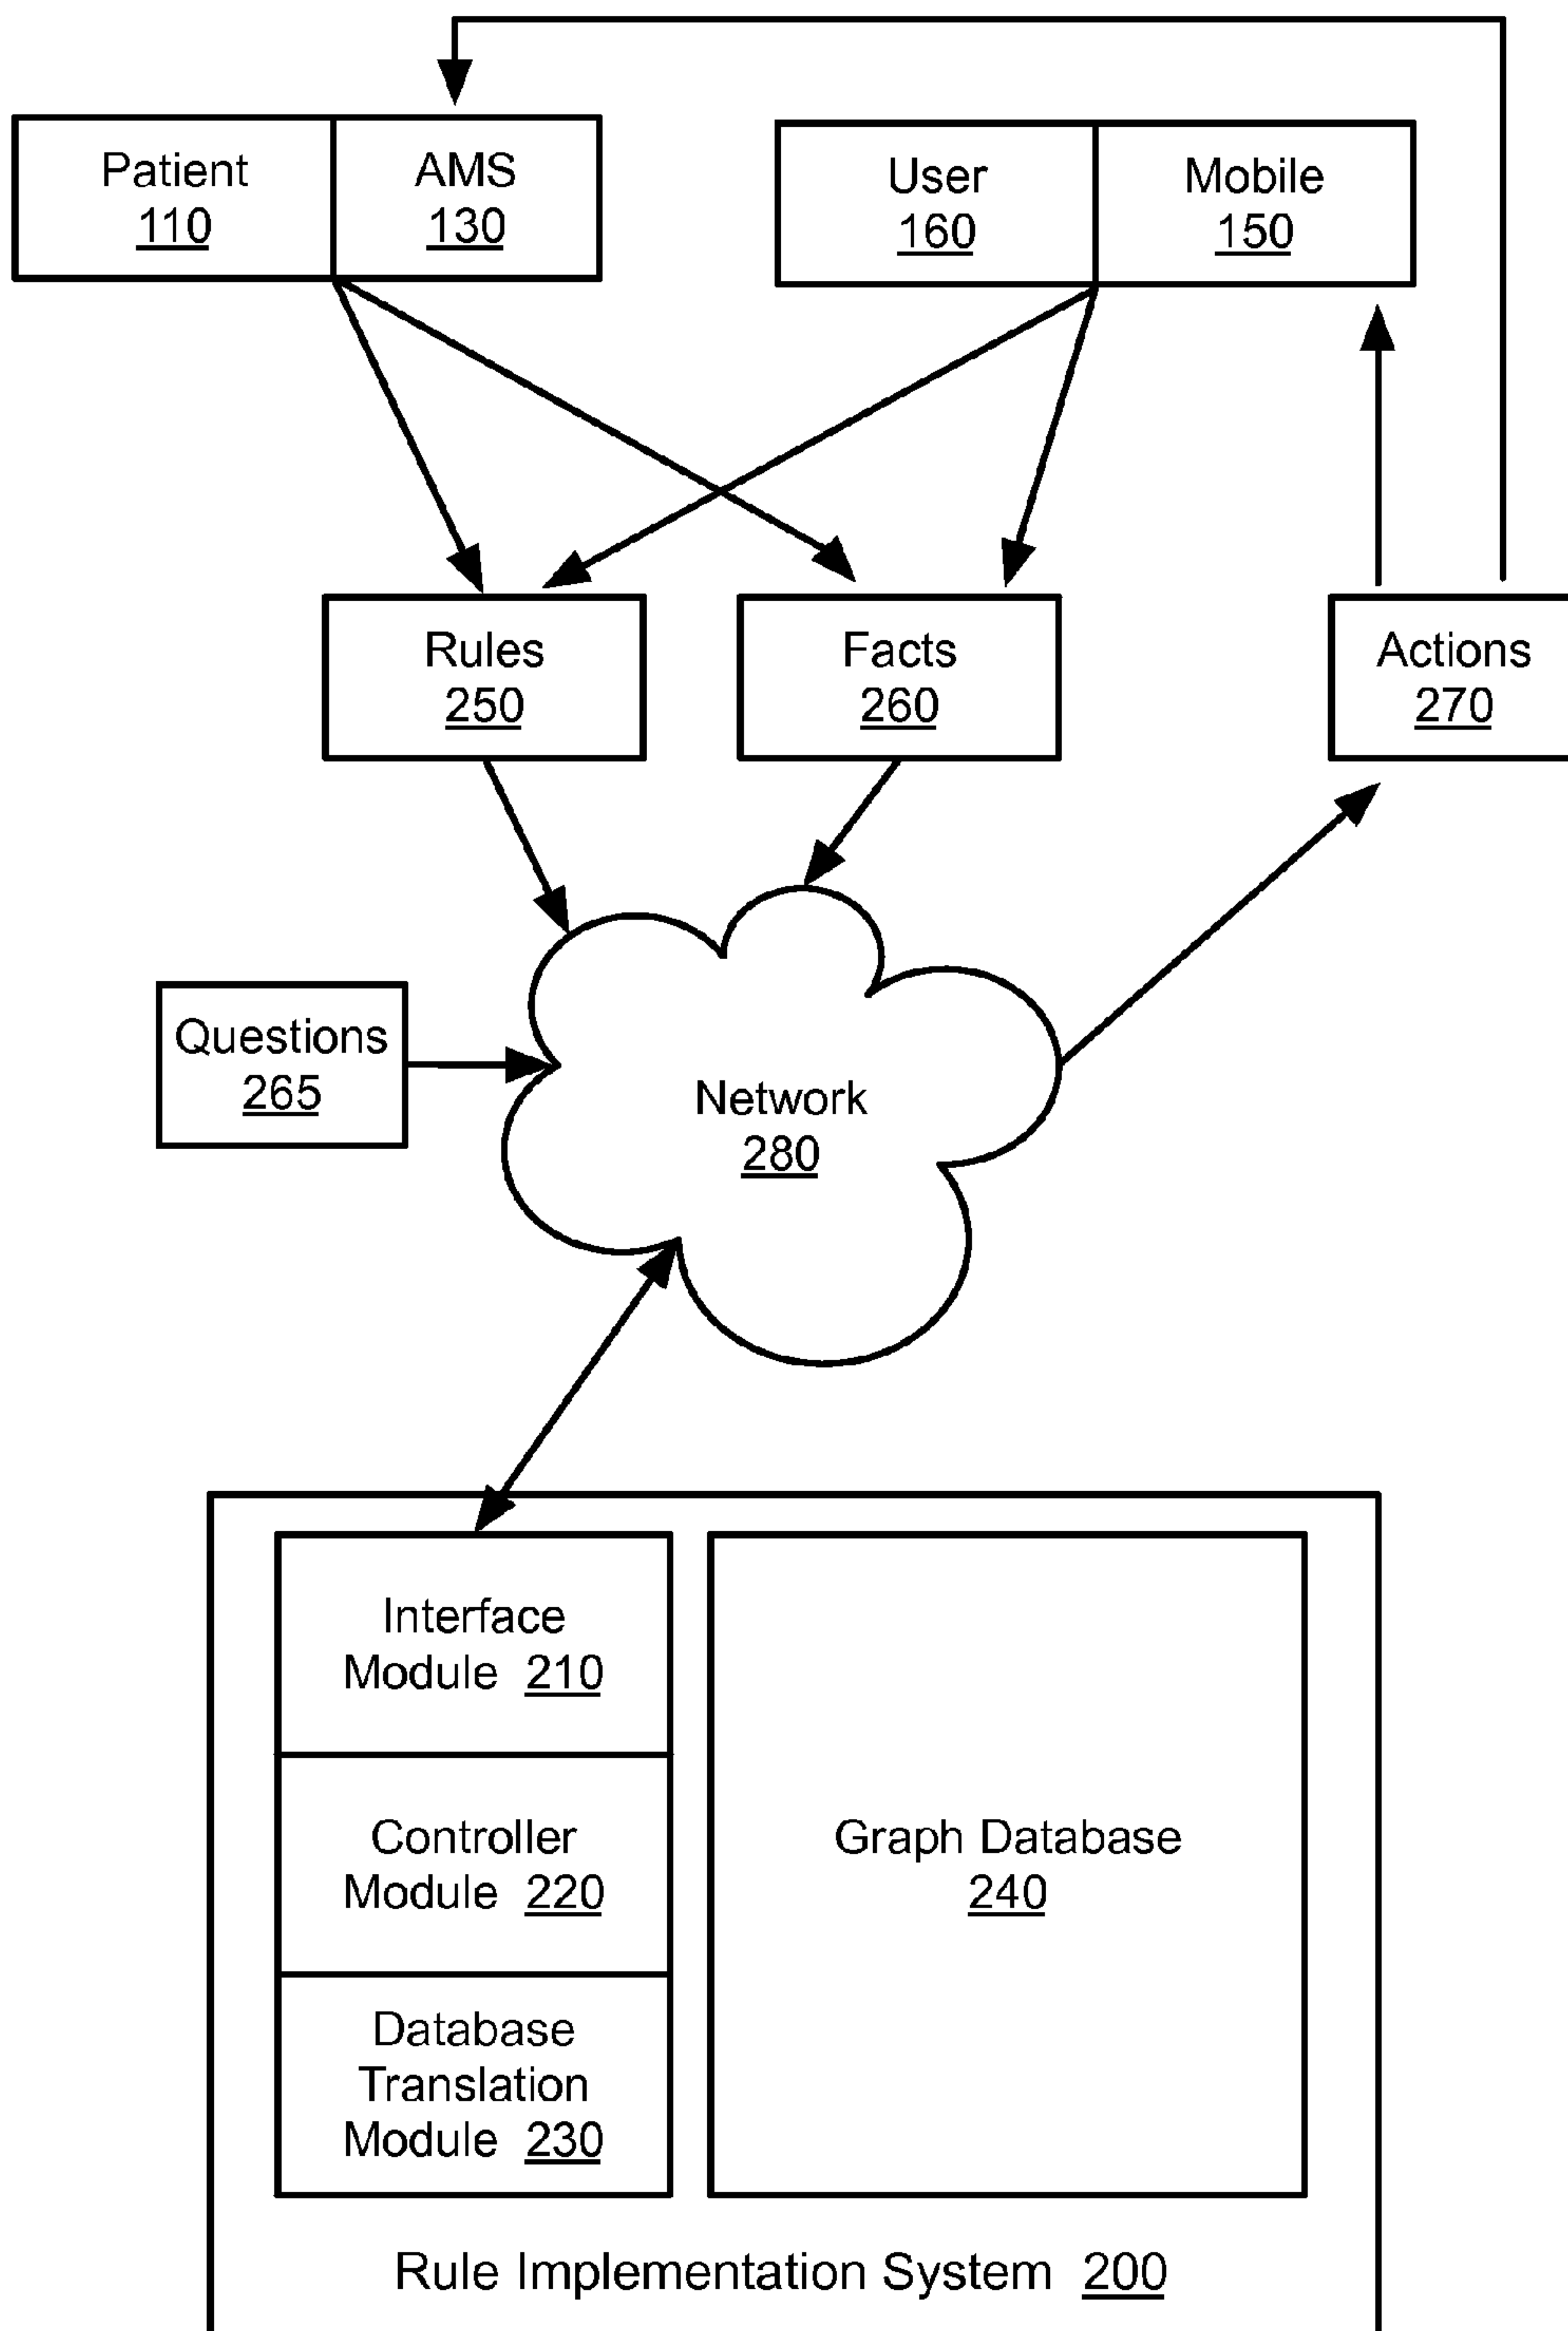 Patient
110
AMS
130
User
160
Mobile
150
Rules
250
Facts
260
Actions
270
Questions
265
Network
280
Interface
Module 210
Controller
Module 220
Database
Translation
Module 230
Graph Database
240
Rule Implementation System 200